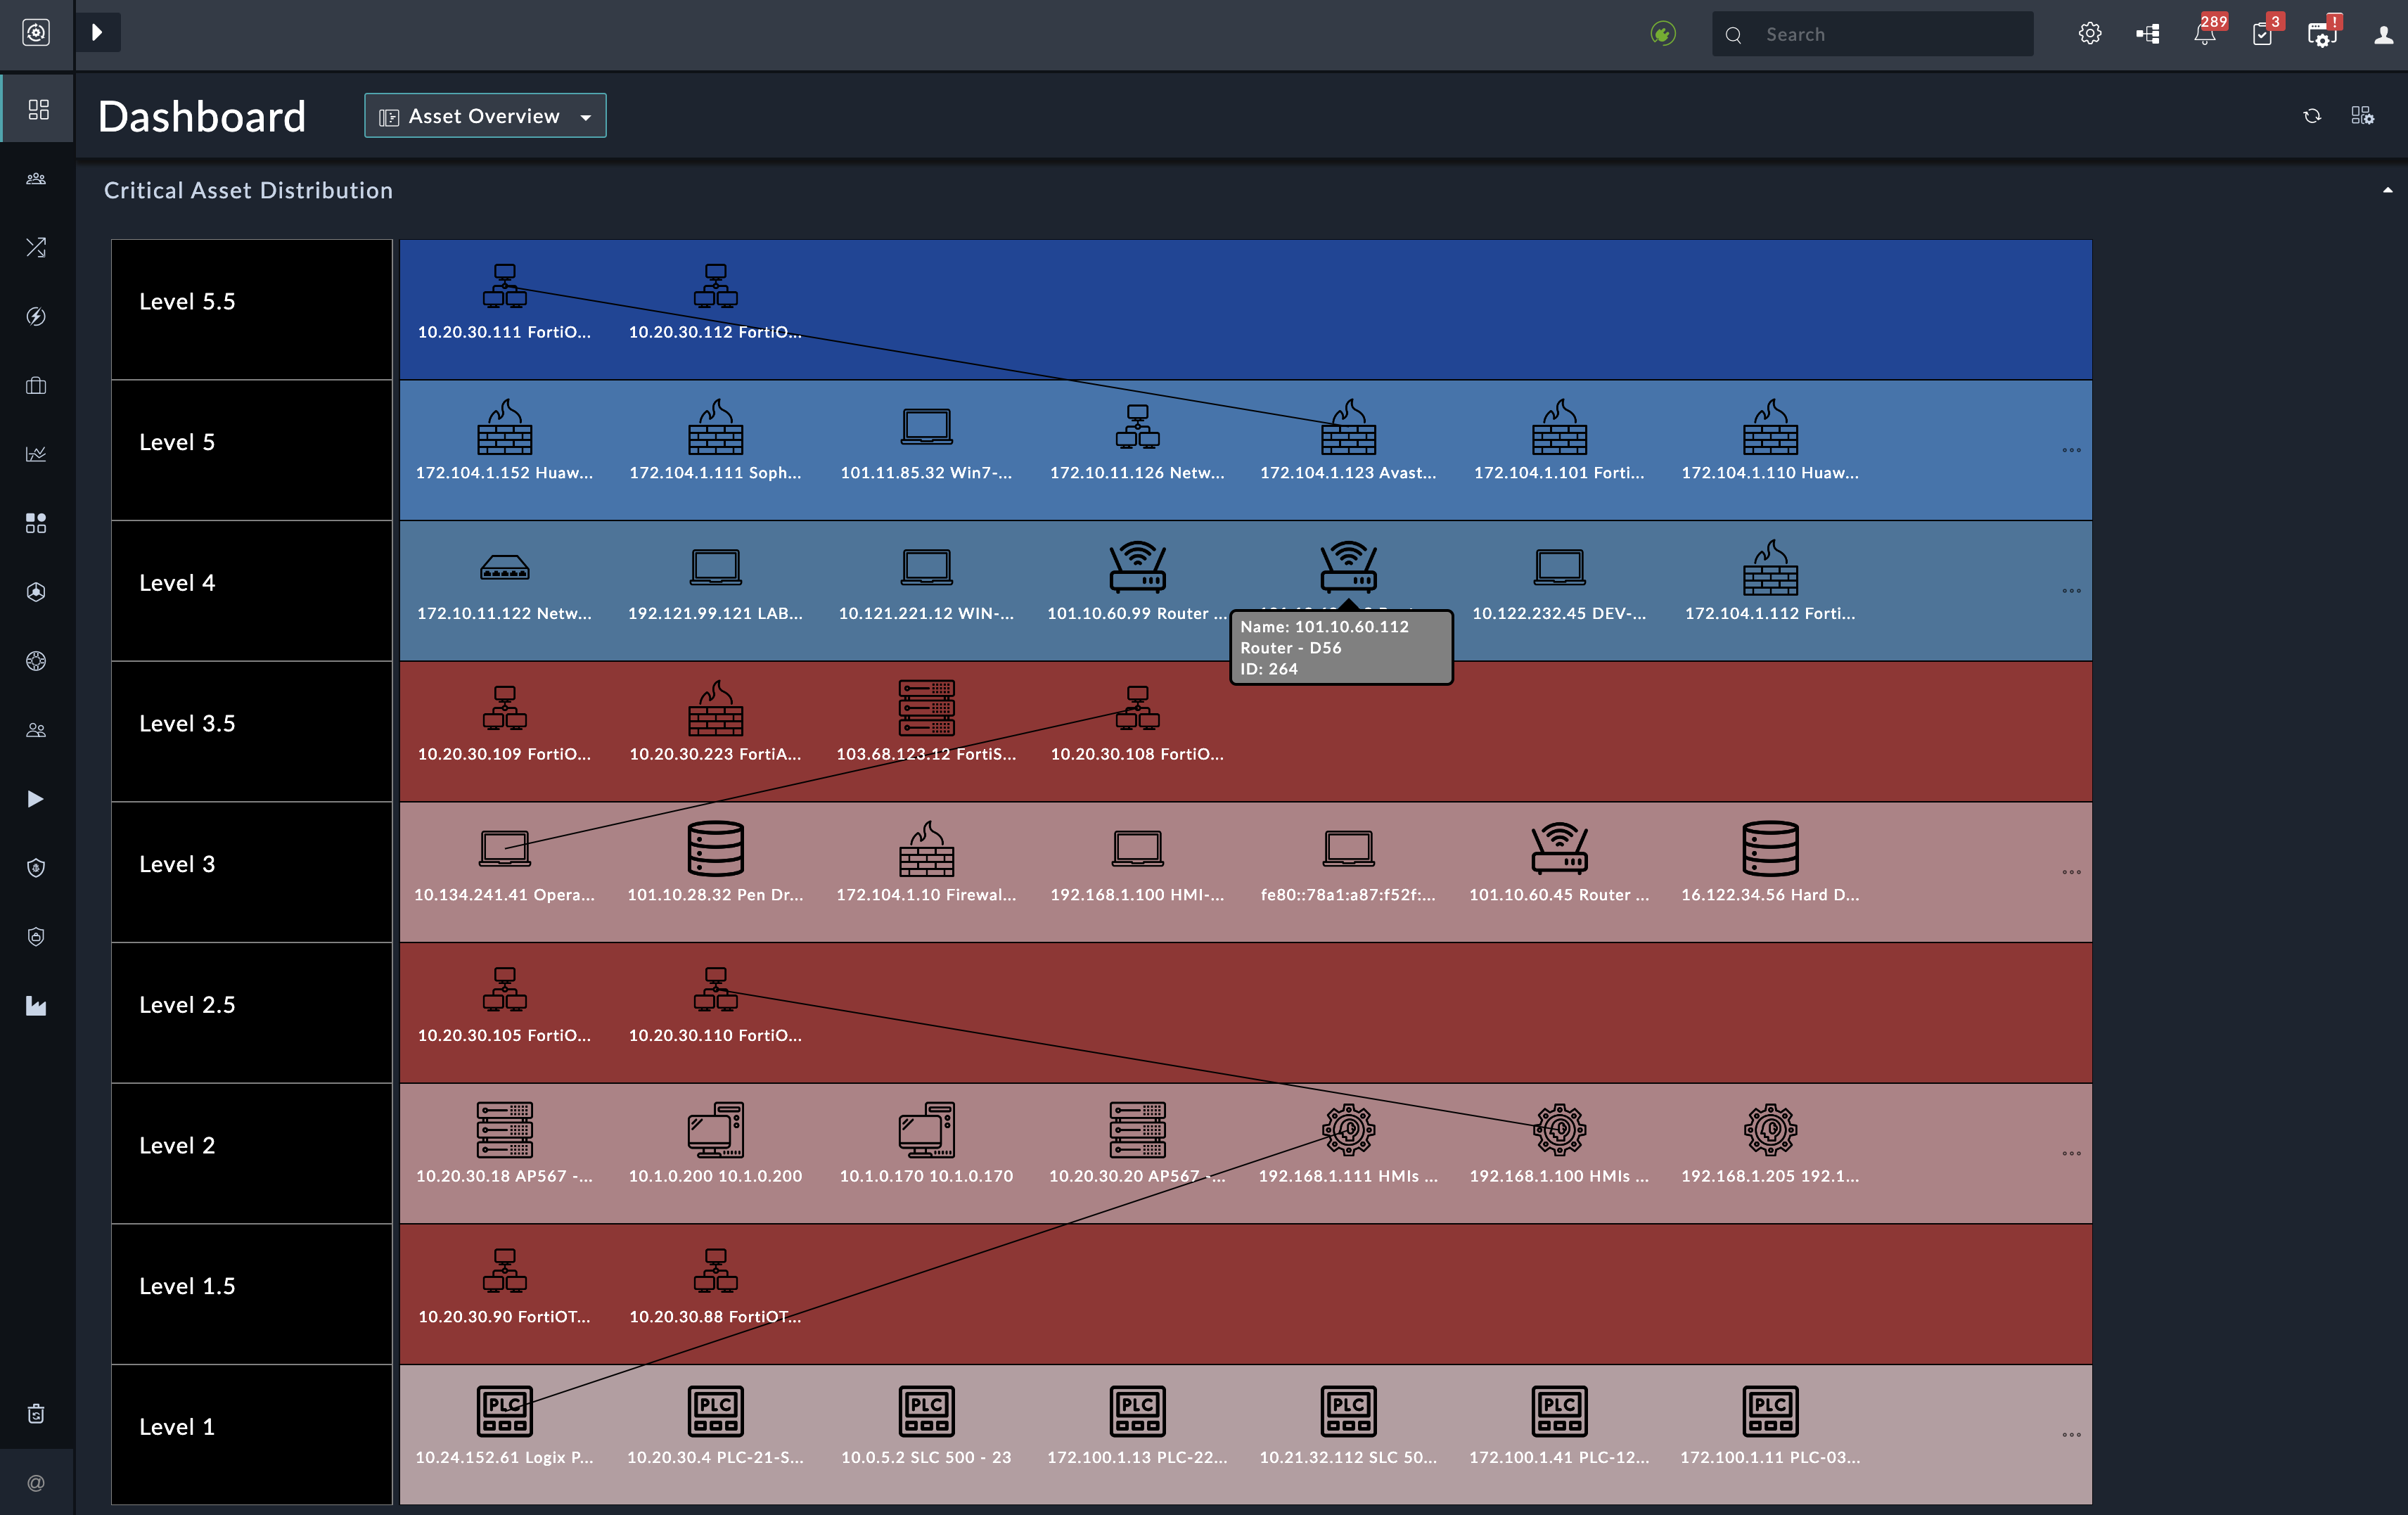 Search
289
3
!
Dashboard
Asset Overview
Critical Asset Distribution
Level 5.5
10.20.30.111 FortiO...
10.20.30.112 FortiO...
Level 5
172.104.1.152 Huaw...
172.104.1.111 Soph...
101.11.85.32 Win7-...
172.10.11.126 Netw...
172.104.1.123 Avast...
172.104.1.101 Forti...
172.104.1.110 Huaw...
Level 4
172.10.11.122 Netw...
192.121.99.121 LAB...
10.121.221.12 WIN-...
101.10.60.99 Router ...
10.122.232.45 DEV-...
172.104.1.112 Forti...
Name: 101.10.60.112
Router - D56
ID: 264
Level 3.5
10.20.30.109 FortiO...
10.20.30.223 FortiA...
103.68.123.12 FortiS...
10.20.30.108 FortiO...
Level 3
10.134.241.41 Opera...
101.10.28.32 Pen Dr...
172.104.1.10 Firewal...
192.168.1.100 HMI-...
fe80::78a1:a87:f52f:...
101.10.60.45 Router ...
16.122.34.56 Hard D...
Level 2.5
10.20.30.105 FortiO...
10.20.30.110 FortiO...
Level 2
10.20.30.18 AP567 -...
10.1.0.200 10.1.0.200
10.1.0.170 10.1.0.170
10.20.30.20 AP567 -...
192.168.1.111 HMIs ...
192.168.1.100 HMIs ...
192.168.1.205 192.1...
Level 1.5
10.20.30.90 FortiOT...
10.20.30.88 FortiOT...
Level 1
PLC
PLC
PLC
PLC
PLC
PLC
PLC
10.24.152.61 Logix P...
10.20.30.4 PLC-21-S...
10.0.5.2 SLC 500 - 23
172.100.1.13 PLC-22...
10.21.32.112 SLC 50...
172.100.1.41 PLC-12...
172.100.1.11 PLC-03...
@